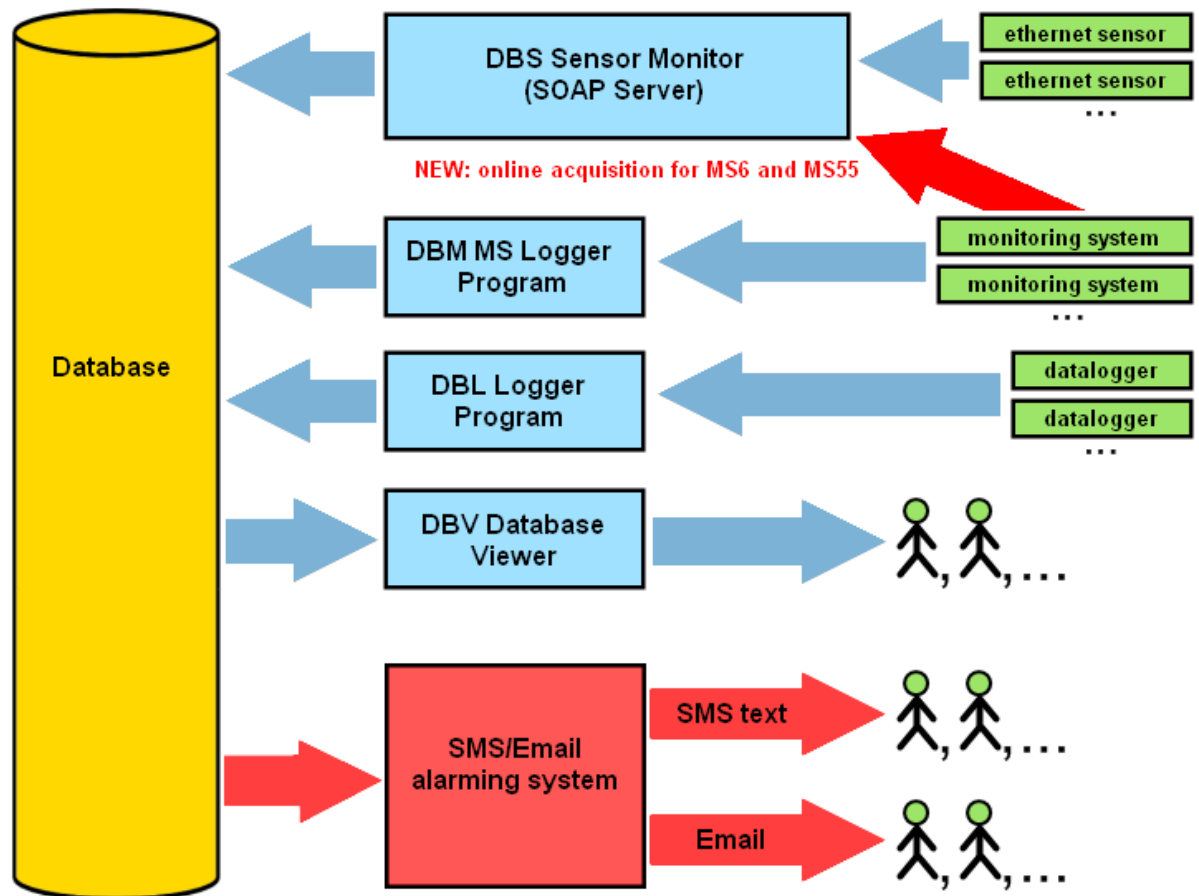 ethernet sensor
DBS Sensor Monitor
(SOAP Server)
ethernet sensor
...
NEW: online acquisition for MS6 and MS55
monitoring system
DBM MS Logger
Program
monitoring system
...
Database
DBL Logger
Program
datalogger
datalogger
...
DBV Database
Viewer
, , ...
SMS/Email
alarming system
SMS text
, , ...
Email
, , ...